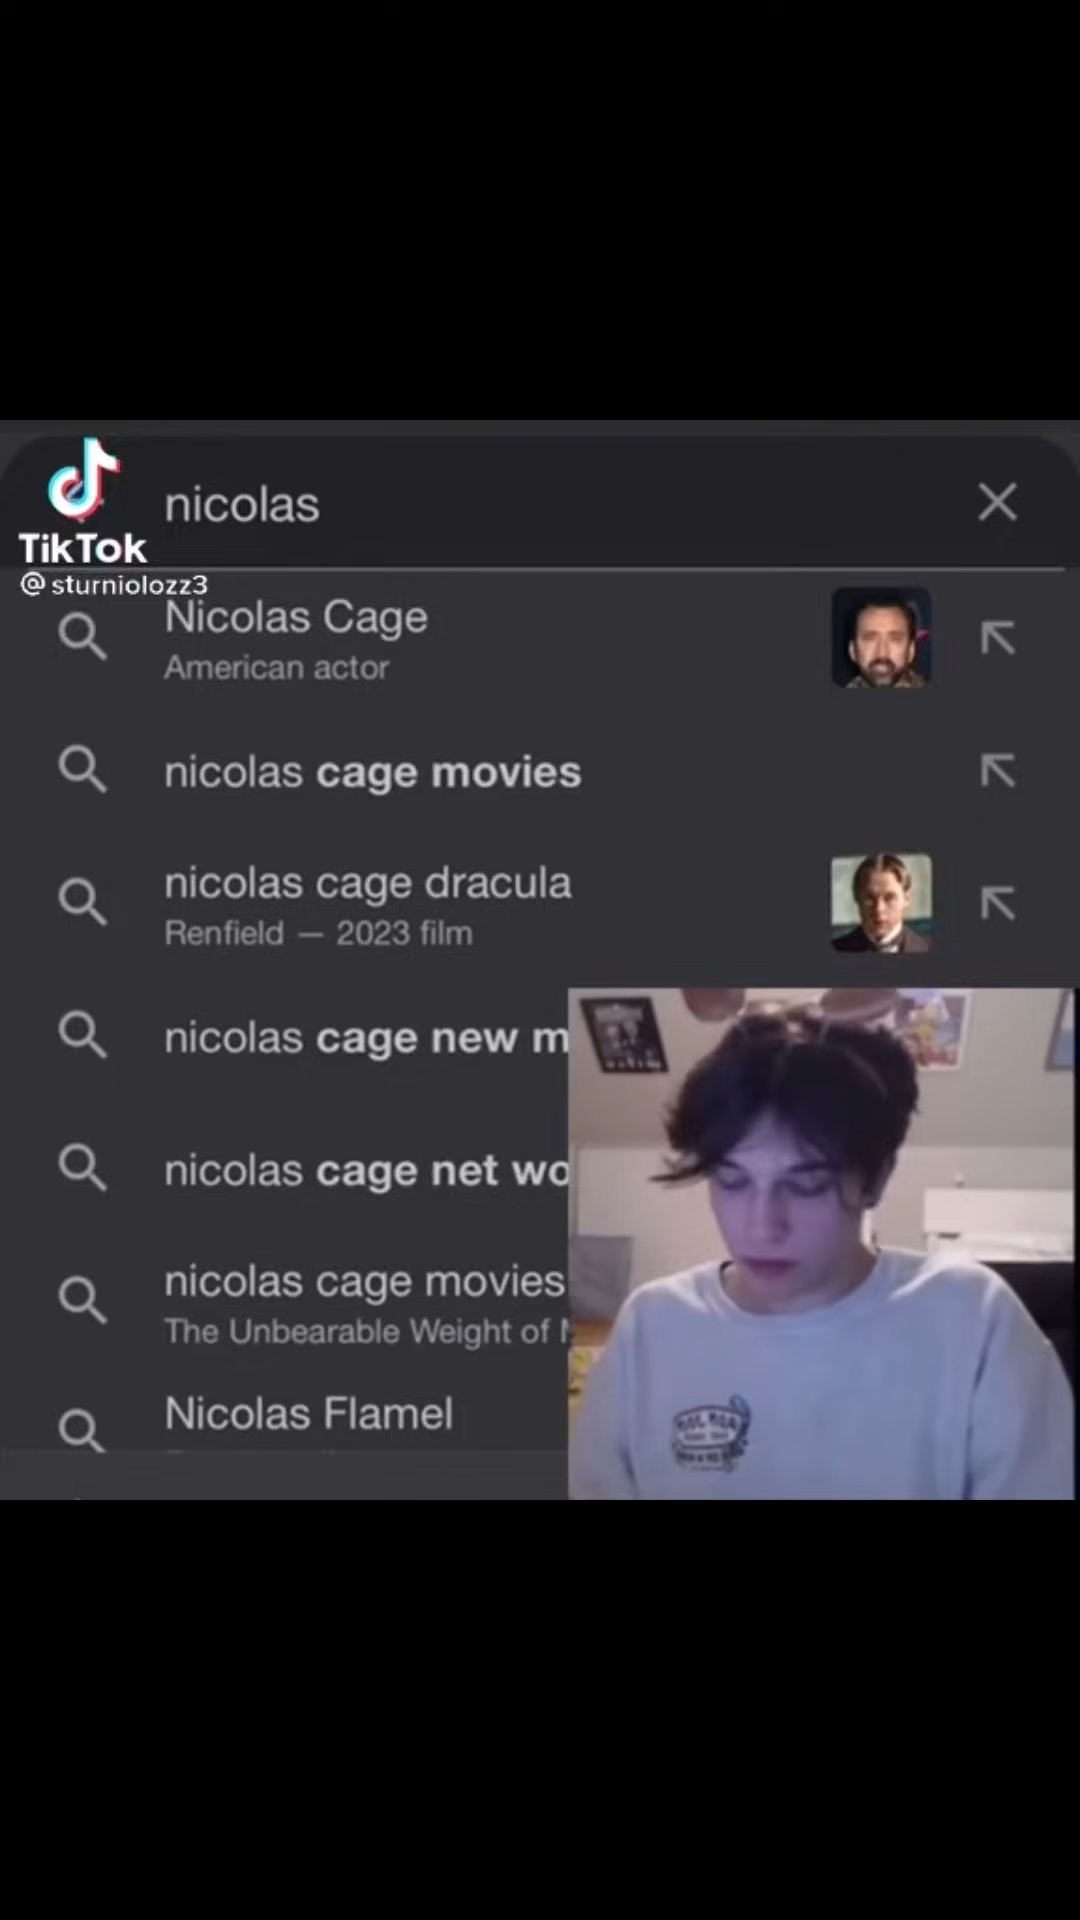 nicolas
TikTok
@sturniolozz3
Nicolas Cage
American actor
nicolas cage movies
nicolas cage dracula
Renfield — 2023 film
nicolas cage new m
nicolas cage net wo
nicolas cage movies
The Unbearable Weight of
Nicolas Flamel